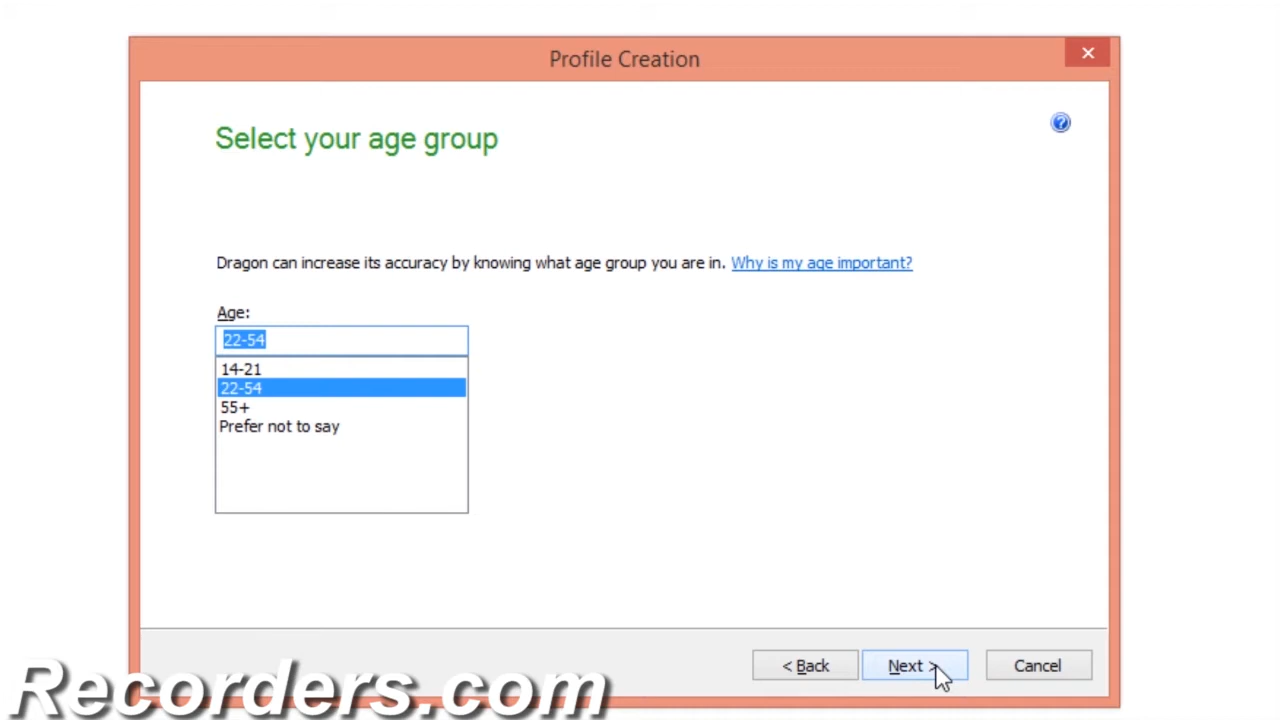 Profile Creation
Select your age group
Dragon can increase its accuracy by knowing what age group you are in. Why is my age important?
Age:
22-54
14-21
22-54
55+
Prefer not to say
< Back Next > Cancel
Recorders.com